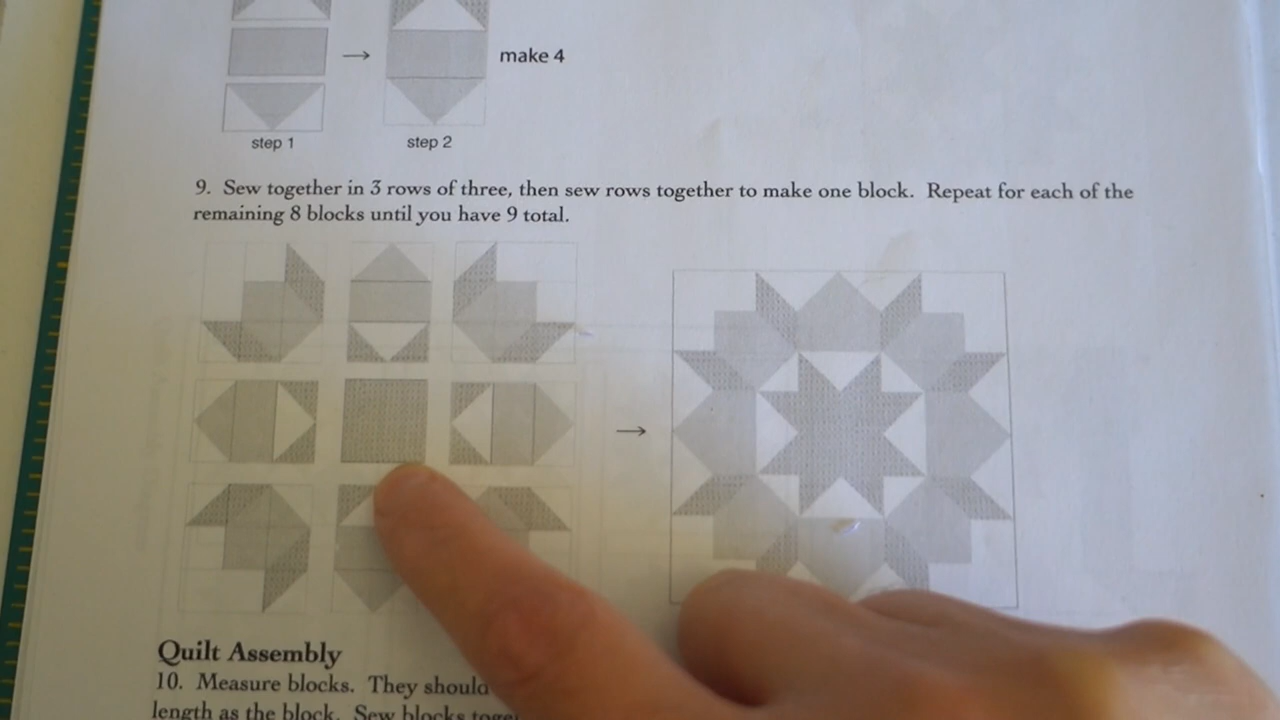 make 4
step 1
step 2
9. Sew together in 3 rows of three, then sew rows together to make one block. Repeat for each of the
remaining 8 blocks until you have 9 total.
Quilt Assembly
10. Measure blocks. They should
length as the block. Sew blocks